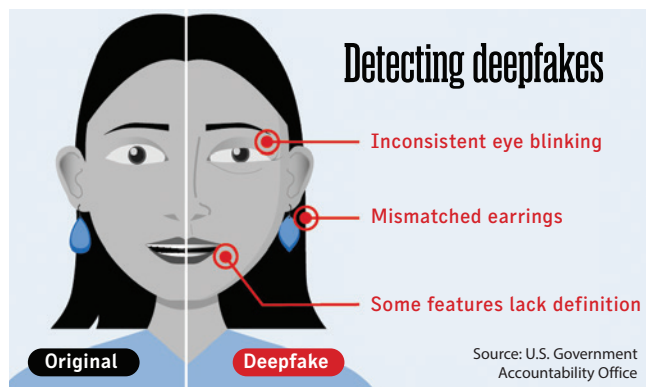 Detecting deepfakes
Inconsistent eye blinking
Mismatched earrings
Some features lack definition
Original
Deepfake
Source: U.S. Government
Accountability Office